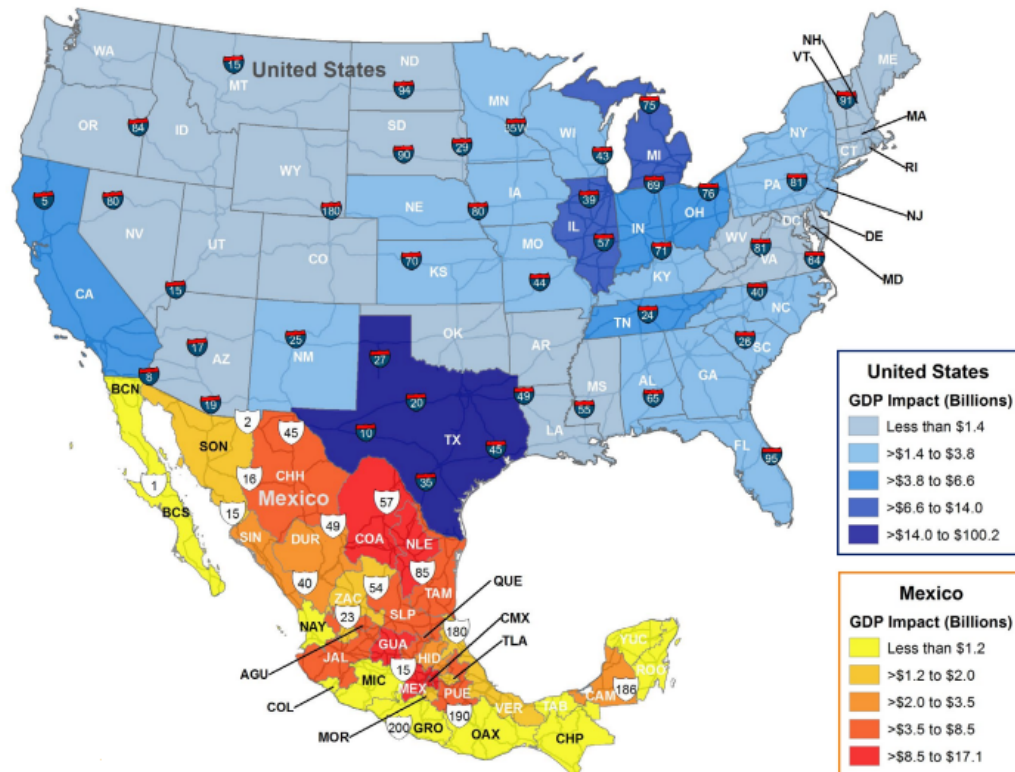 NH
VT
WA
15
United States
ND
ME
MT
94
MN
75
91
OR
84
ID
SD
35W
WI
NY
MA
90
29
43
MI
CT
RI
WY
69
5
80
180
NE
IA
39
76
PA
81
NJ
80
IL
IN
OH
NV
UT
CO
57
WV
DC
DE
70
KS
MO
71
81
VA
64
MD
CA
15
44
KY
40
NC
TN
24
25
OK
26
SC
17
NM
27
AR
8
AZ
MS
AL
GA
BCN
20
49
65
19
55
2
10
TX
LA
45
45
FL
95
SON
16
CHH
35
1
Mexico
57
15
BCS
49
SIN
DUR
COA
NLE
40
54
85
QUE
ZAC
TAM
23
SLP
CMX
NAY
180
TLA
AGU
GUA
HID
YUC
JAL
15
ROO
MIC
MEX
PUE
CAM
186
COL
VER
TAB
190
MOR
200
GRO
OAX
CHP
United States
GDP Impact (Billions)
Less than $1.4
>$1.4 to $3.8
>$3.8 to $6.6
>$6.6 to $14.0
>$14.0 to $100.2
Mexico
GDP Impact (Billions)
Less than $1.2
>$1.2 to $2.0
>$2.0 to $3.5
>$3.5 to $8.5
>$8.5 to $17.1